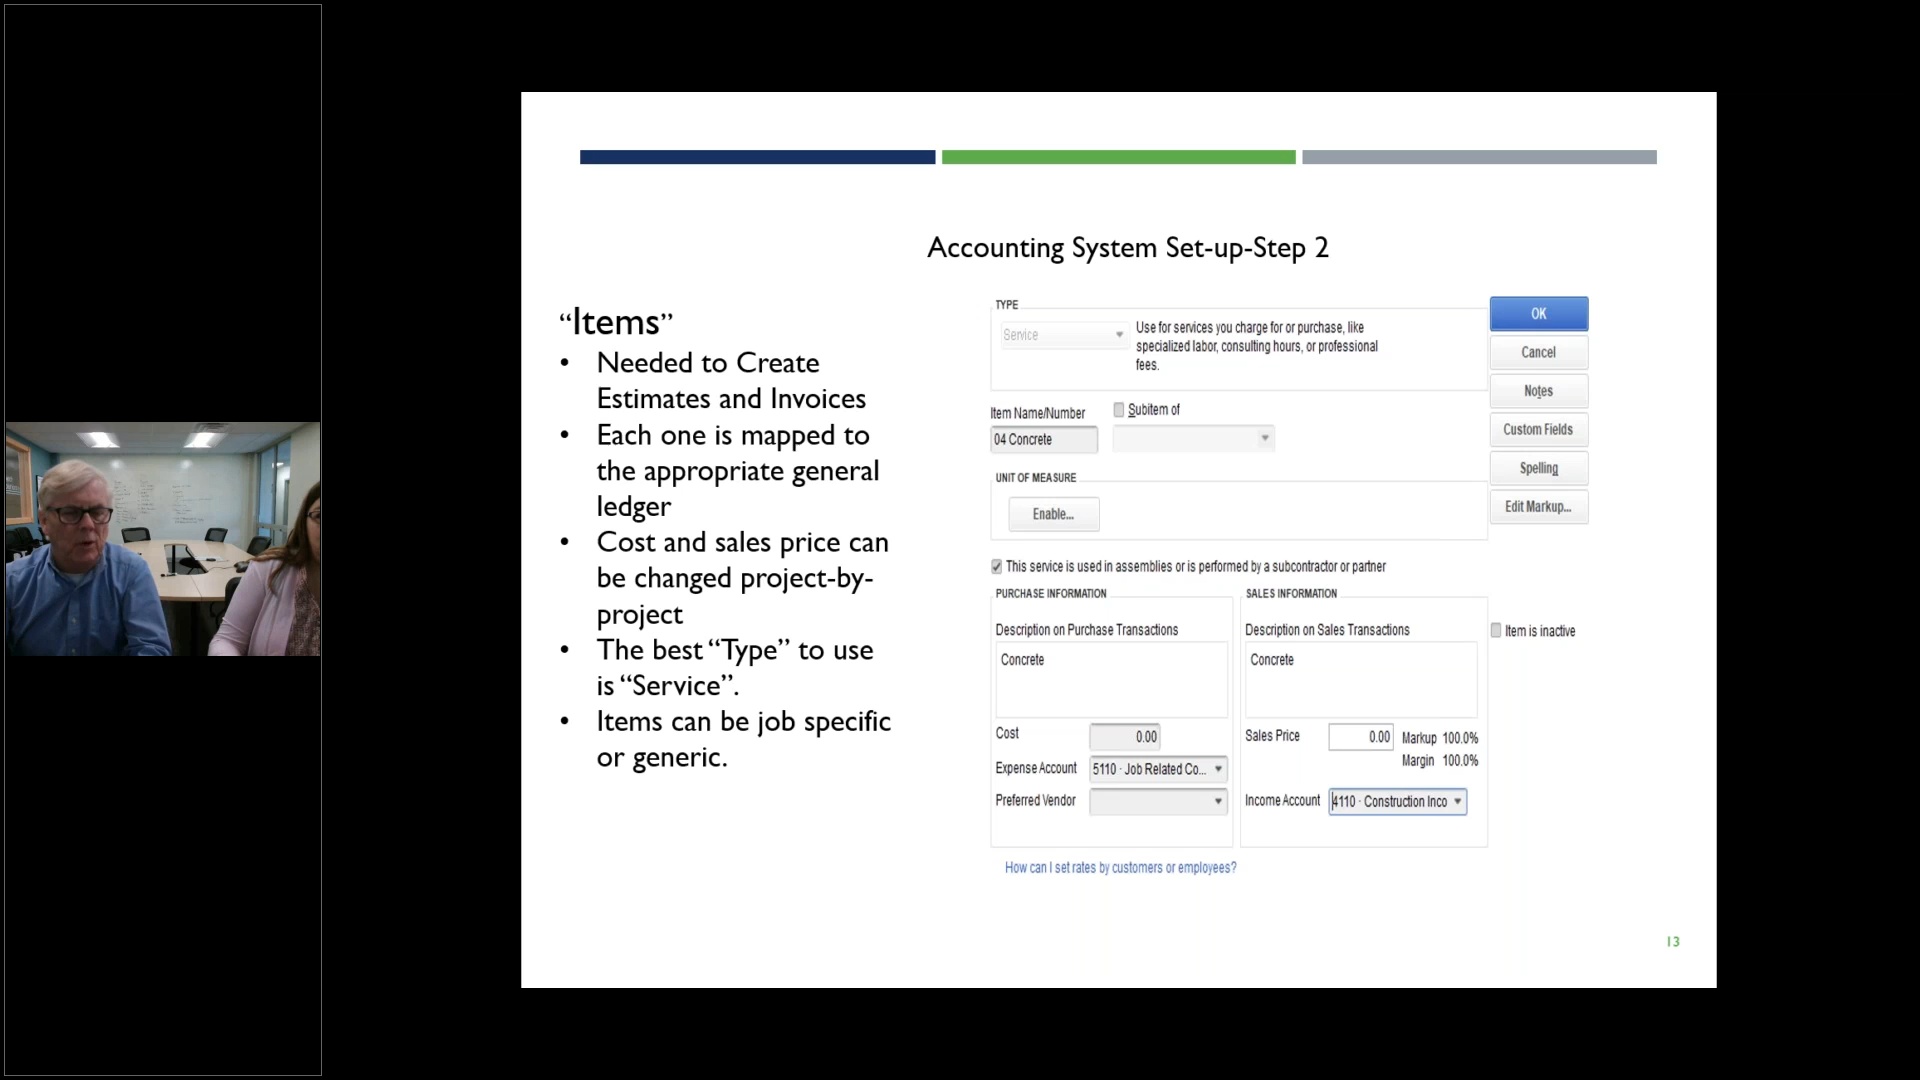 Accounting System Set-up-Step 2
“Items”
• Needed to Create
Estimates and Invoices
• Each one is mapped to
the appropriate general
ledger
• Cost and sales price can
be changed project-by-
project
• The best “Type” to use
is “Service”.
• Items can be job specific
or generic.
TYPE
Service
Use for services you charge for or purchase, like
specialized labor, consulting hours, or professional
fees.
OK
Cancel
Notes
Custom Fields
Spelling
Edit Markup...
Item Name/Number
Subitem of
04 Concrete
UNIT OF MEASURE
Enable...
This service is used in assemblies or is performed by a subcontractor or partner
PURCHASE INFORMATION
Description on Purchase Transactions
Concrete
Cost 0.00
Expense Account 5110 · Job Related Co...
Preferred Vendor
SALES INFORMATION
Description on Sales Transactions
Concrete
Sales Price 0.00 Markup 100.0%
Margin 100.0%
Income Account 4110 · Construction Inco
Item is inactive
How can I set rates by customers or employees?
13